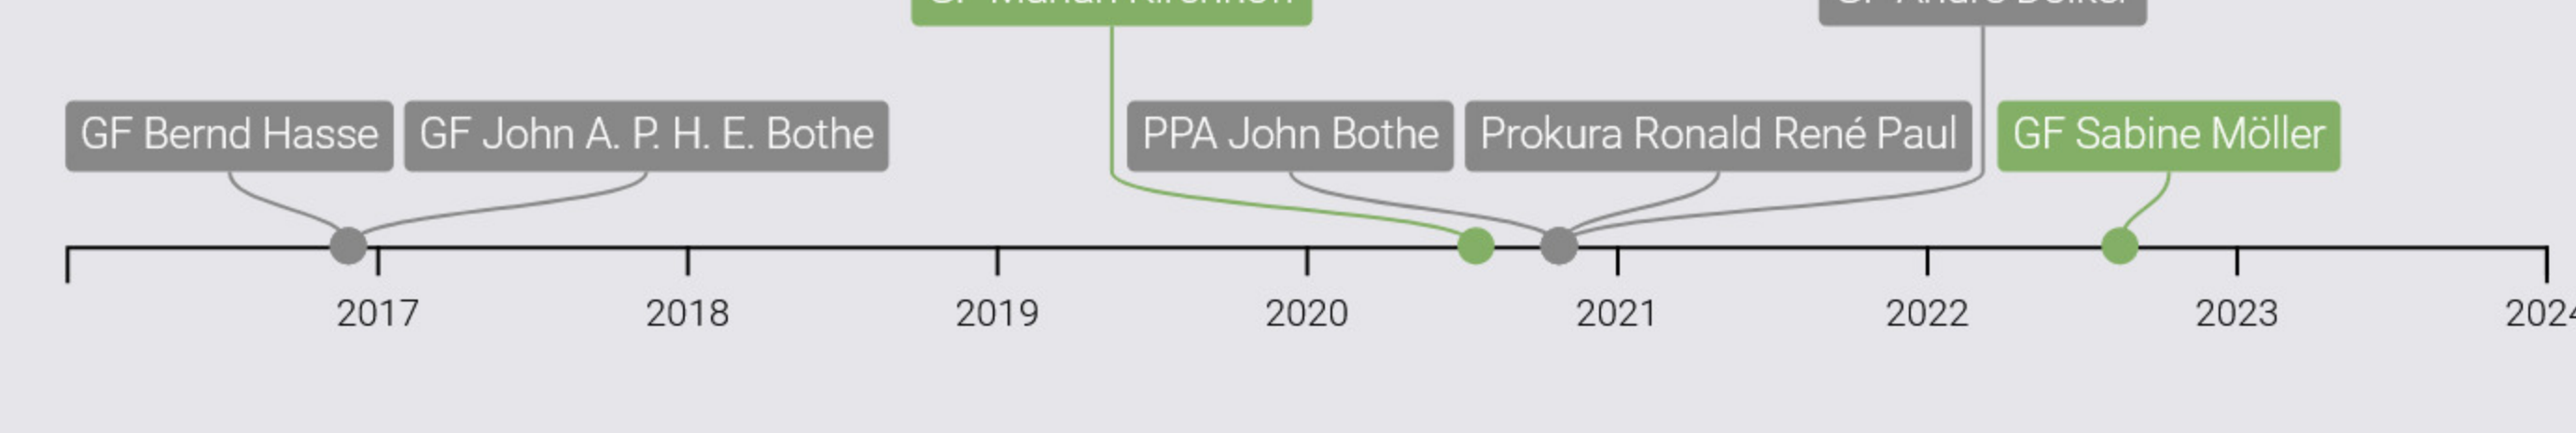 GF Bernd Hasse
GF John A. P. H. E. Bothe
PPA John Bothe
Prokura Ronald René Paul
GF Sabine Möller
2017
2018
2019
2020
2021
2022
2023
2024